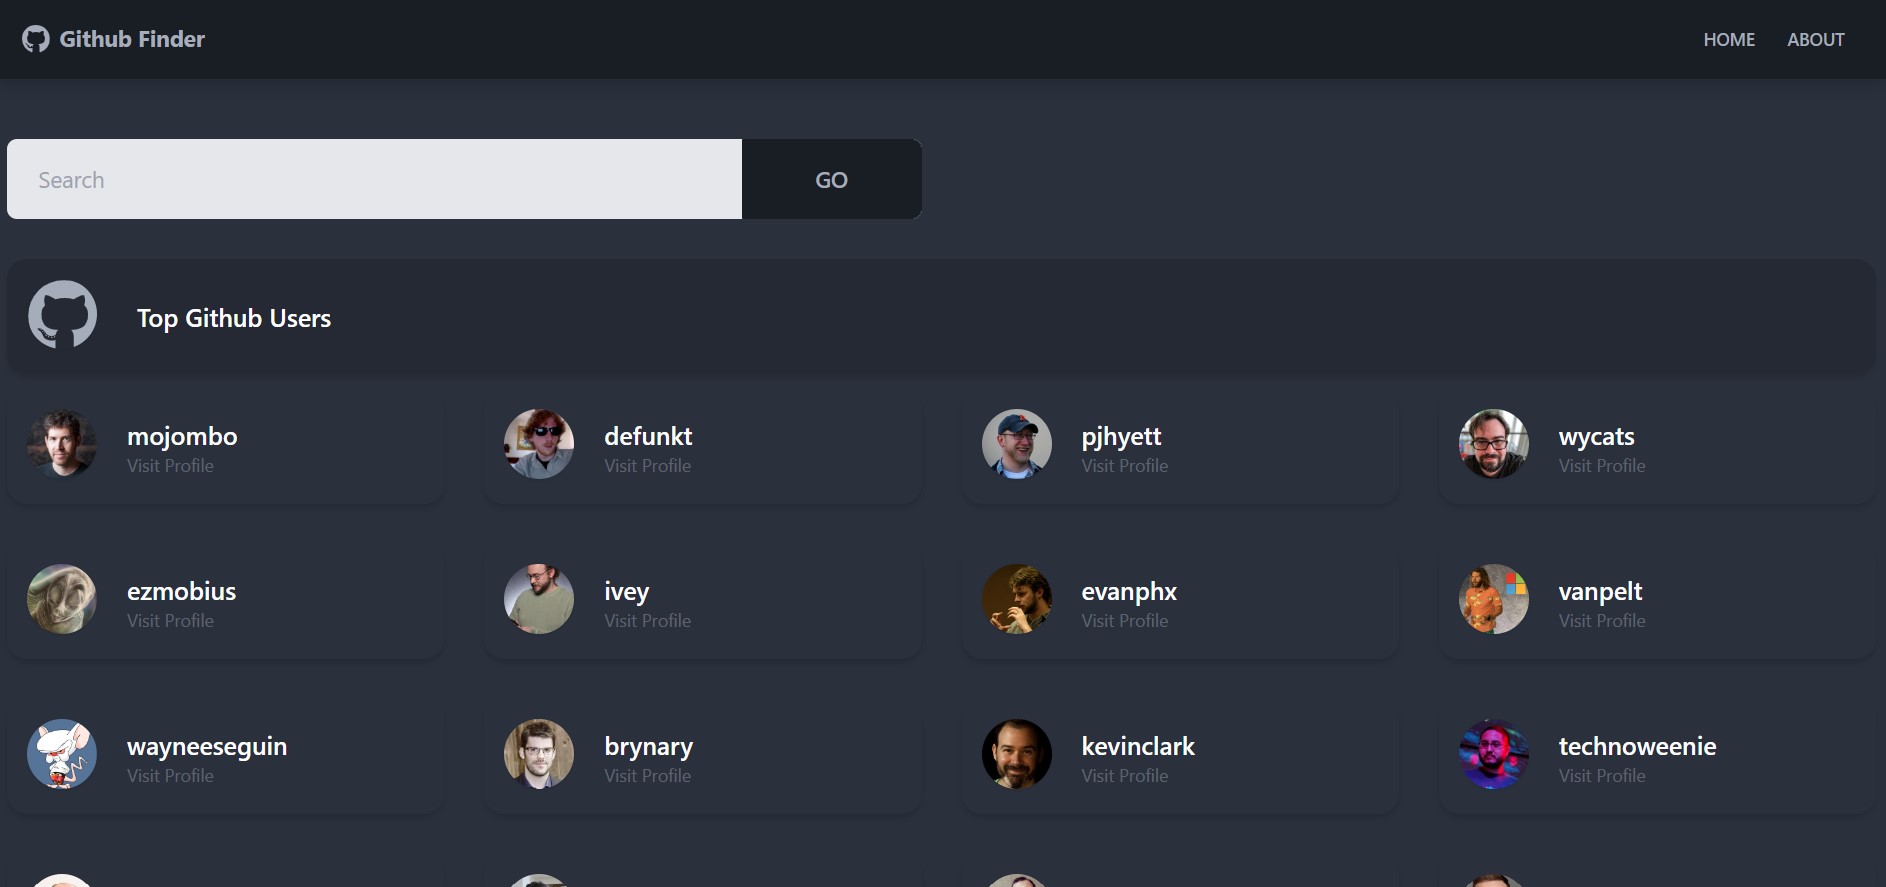 Github Finder
HOME
ABOUT
Search
GO
Top Github Users
mojombo
Visit Profile
defunkt
Visit Profile
pjhyett
Visit Profile
wycats
Visit Profile
ezmobius
Visit Profile
ivey
Visit Profile
evanphx
Visit Profile
vanpelt
Visit Profile
wayneeseguin
Visit Profile
brynary
Visit Profile
kevinclark
Visit Profile
technoweenie
Visit Profile